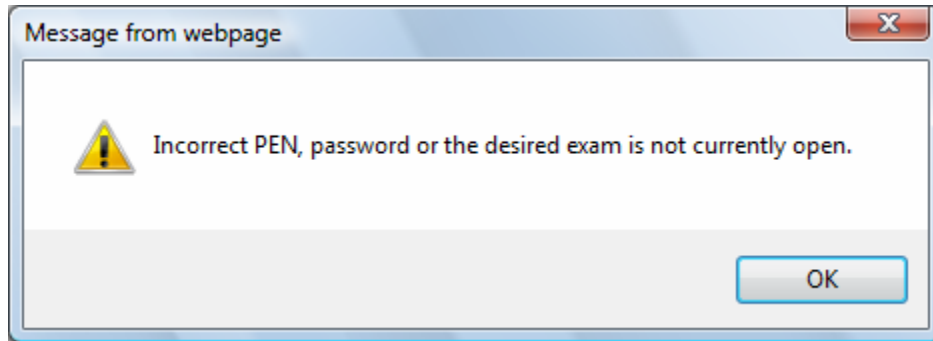 Message from webpage
Incorrect PEN, password or the desired exam is not currently open.
OK